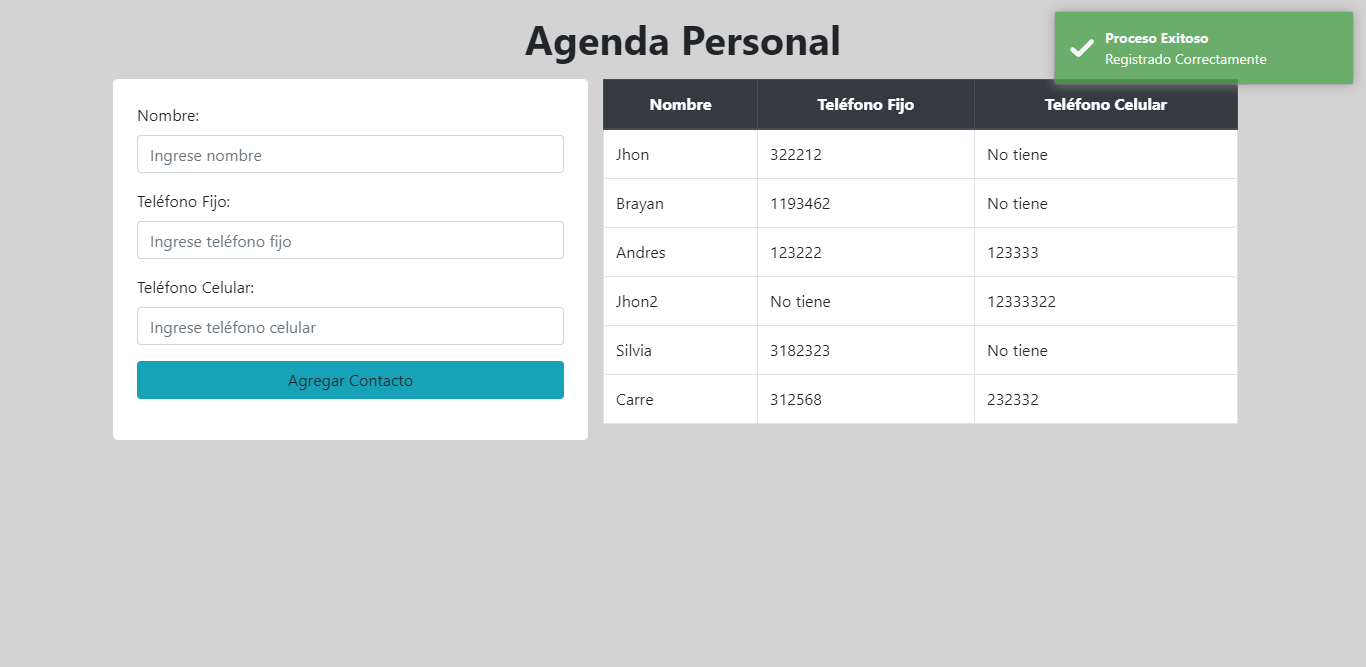 Agenda Personal
Proceso Exitoso
Registrado Correctamente
Nombre:
Ingrese nombre
Teléfono Fijo:
Ingrese teléfono fijo
Teléfono Celular:
Ingrese teléfono celular
Agregar Contacto
Nombre Teléfono Fijo Teléfono Celular
Jhon 322212 No tiene
Brayan 1193462 No tiene
Andres 123222 123333
Jhon2 No tiene 12333322
Silvia 3182323 No tiene
Carre 312568 232332